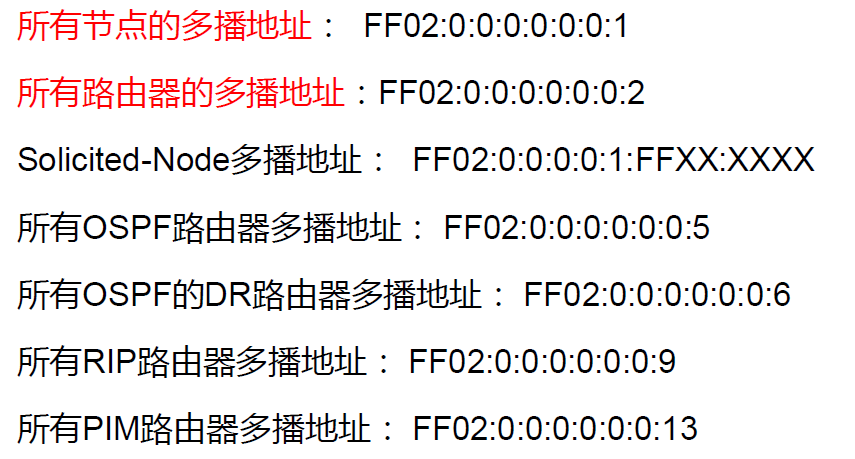 所有节点的多播地址： FF02:0:0:0:0:0:0:1
所有路由器的多播地址：FF02:0:0:0:0:0:0:2
Solicited-Node多播地址： FF02:0:0:0:0:1:FFXX:XXXX
所有OSPF路由器多播地址： FF02:0:0:0:0:0:0:5
所有OSPF的DR路由器多播地址： FF02:0:0:0:0:0:0:6
所有RIP路由器多播地址： FF02:0:0:0:0:0:0:9
所有PIM路由器多播地址： FF02:0:0:0:0:0:0:13